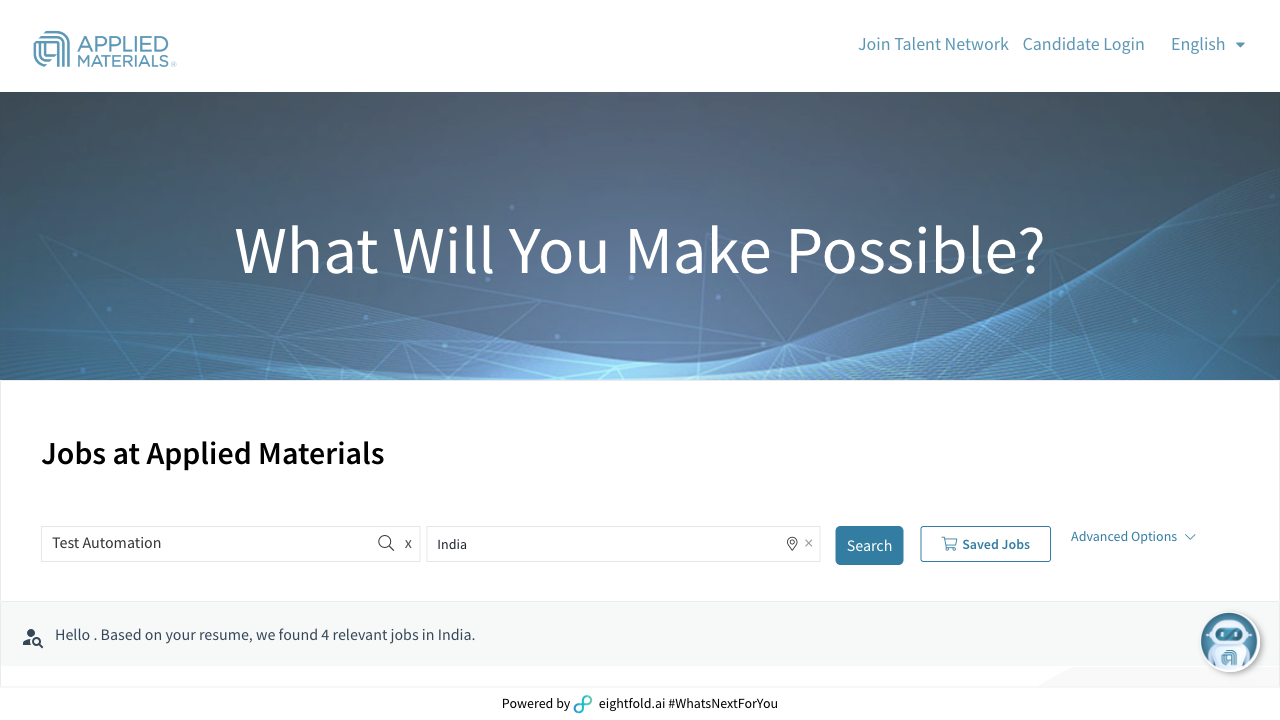 APPLIED
MATERIALS®
Join Talent Network Candidate Login English
What Will You Make Possible?
Jobs at Applied Materials
Test Automation x India × Search Saved Jobs Advanced Options
Hello . Based on your resume, we found 4 relevant jobs in India.
Powered by eightfold.ai #WhatsNextForYou